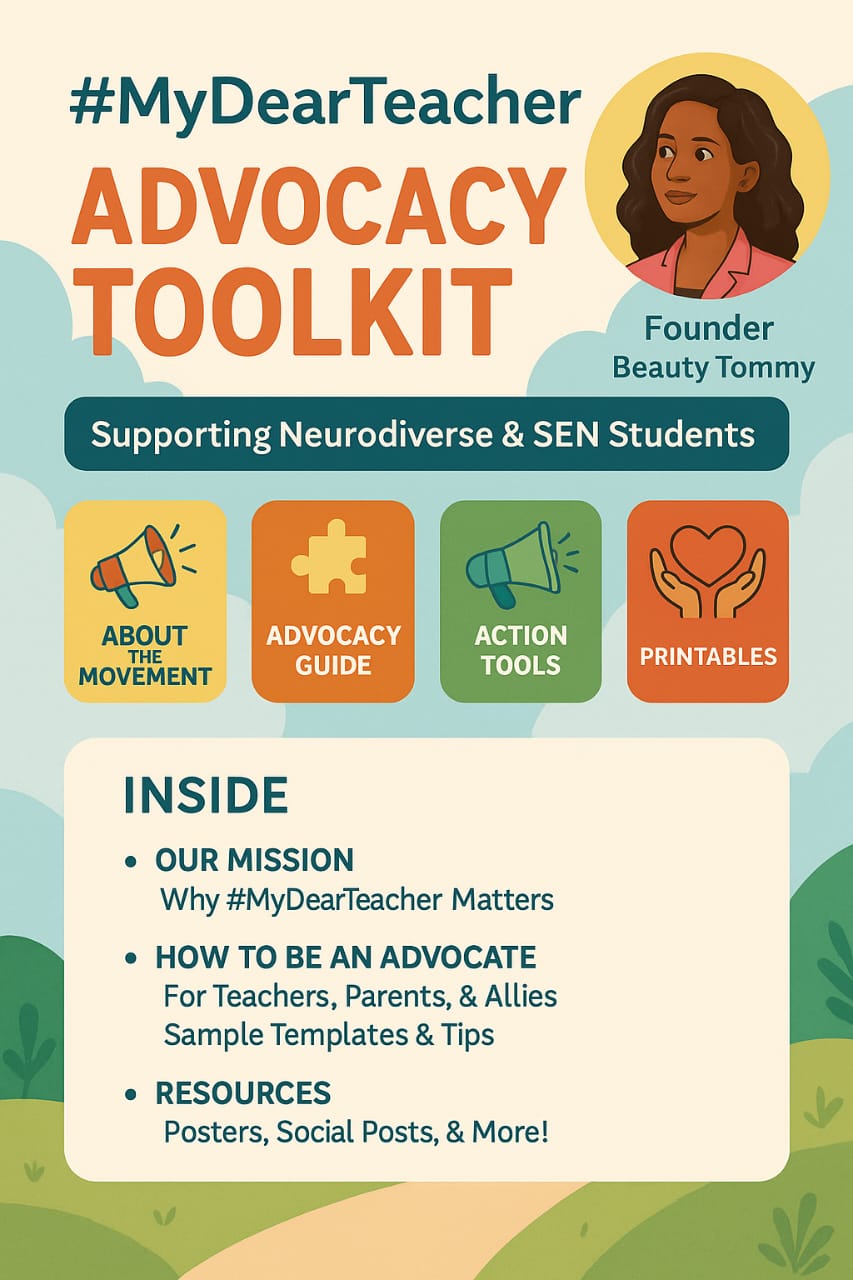 #MyDearTeacher
ADVOCACY
TOOLKIT
Founder
Beauty Tommy
Supporting Neurodiverse & SEN Students
ABOUT
THE
MOVEMENT
ADVOCACY
GUIDE
ACTION
TOOLS
PRINTABLES
INSIDE
• OUR MISSION
Why #MyDearTeacher Matters
• HOW TO BE AN ADVOCATE
For Teachers, Parents, & Allies
Sample Templates & Tips
• RESOURCES
Posters, Social Posts, & More!